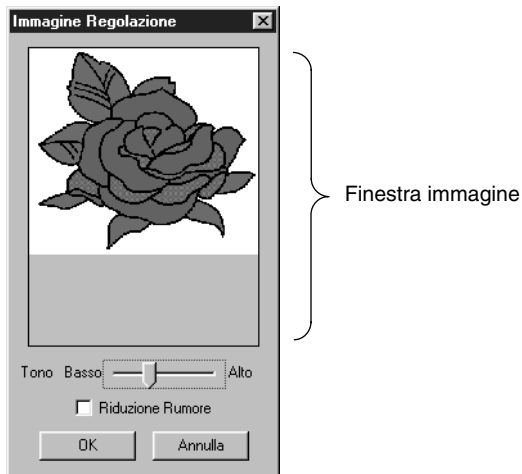 Immagine Regolazione
Finestra immagine
Tono Basso Alto
Riduzione Rumore
OK Annulla